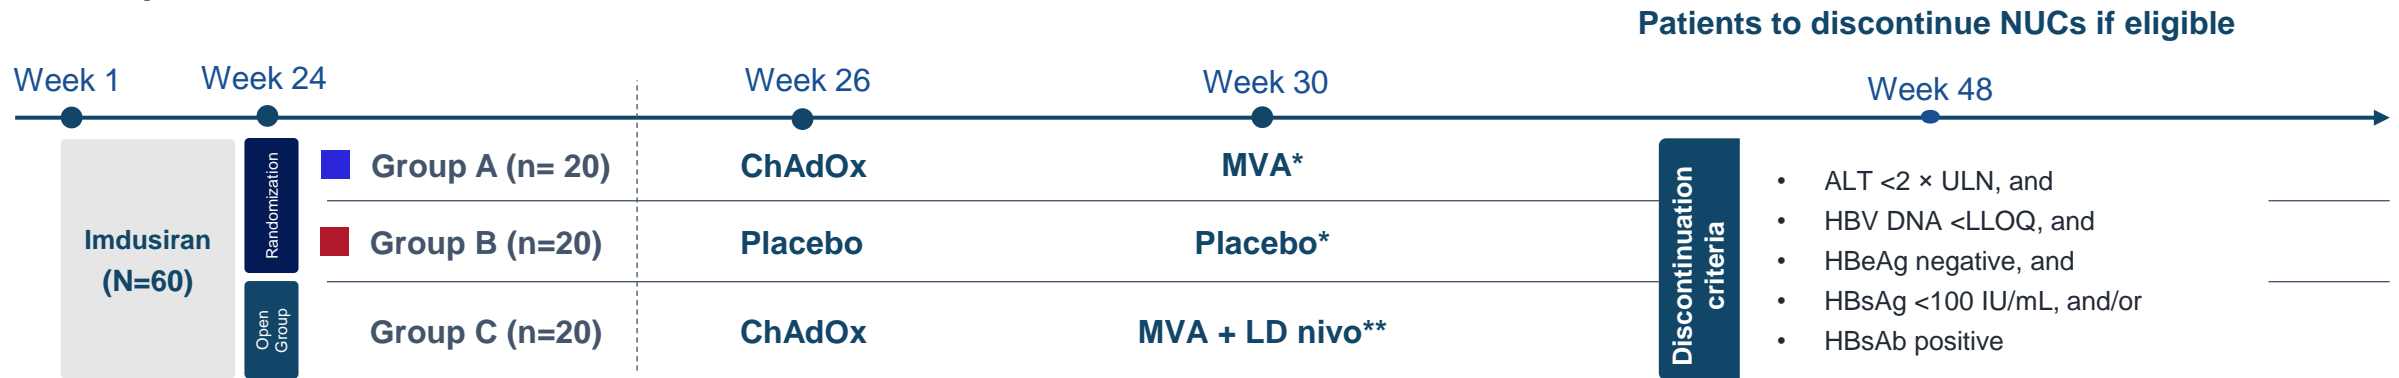 Patients to discontinue NUCs if eligible
Week 1
Week 24
Week 26
Week 30
Week 48
Imdusiran
(N=60)
Randomization
Open
Group
Group A (n= 20)
ChAdOx
MVA*
Group B (n=20)
Placebo
Placebo*
Group C (n=20)
ChAdOx
MVA + LD nivo**
Discontinuation
criteria
• ALT <2 × ULN, and
• HBV DNA <LLOQ, and
• HBeAg negative, and
• HBsAg <100 IU/mL, and/or
• HBsAb positive